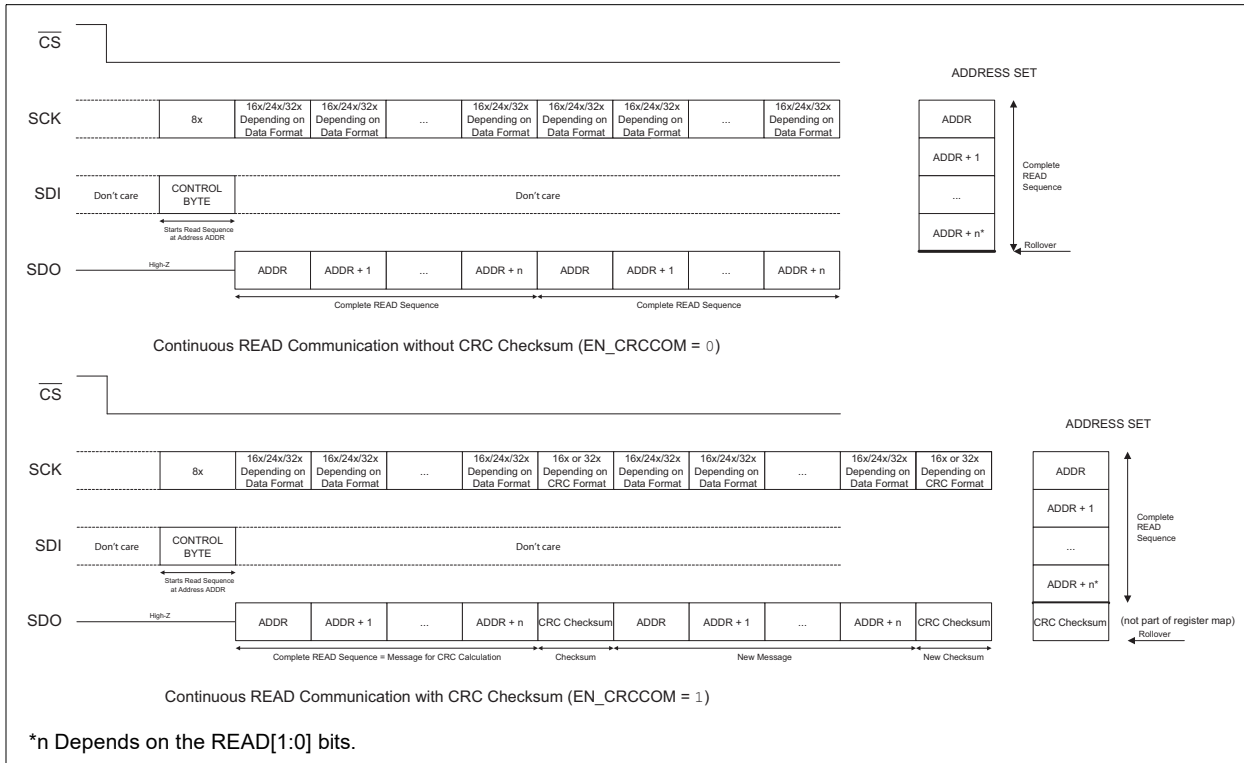 CS
ADDRESS SET
SCK
8x
16x/24x/32x
Depending on
Data Format
16x/24x/32x
Depending on
Data Format
...
16x/24x/32x
Depending on
Data Format
16x/24x/32x
Depending on
Data Format
16x/24x/32x
Depending on
Data Format
...
16x/24x/32x
Depending on
Data Format
ADDR
ADDR + 1
...
ADDR + n*
Complete
READ
Sequence
Rollover
SDI
Don't care
CONTROL
BYTE
Don't care
Starts Read Sequence
at Address ADDR
SDO
High-Z
ADDR
ADDR + 1
...
ADDR + n
ADDR
ADDR + 1
...
ADDR + n
Complete READ Sequence
Complete READ Sequence
Continuous READ Communication without CRC Checksum (EN_CRCCOM = 0)
CS
ADDRESS SET
SCK
8x
16x/24x/32x
Depending on
Data Format
16x/24x/32x
Depending on
Data Format
...
16x/24x/32x
Depending on
Data Format
16x or 32x
Depending on
CRC Format
16x/24x/32x
Depending on
Data Format
16x/24x/32x
Depending on
Data Format
...
16x/24x/32x
Depending on
Data Format
16x or 32x
Depending on
CRC Format
ADDR
ADDR + 1
...
ADDR + n*
CRC Checksum
Complete
READ
Sequence
(not part of register map)
Rollover
SDI
Don't care
CONTROL
BYTE
Don't care
Starts Read Sequence
at Address ADDR
SDO
High-Z
ADDR
ADDR + 1
...
ADDR + n
CRC Checksum
ADDR
ADDR + 1
...
ADDR + n
CRC Checksum
Complete READ Sequence = Message for CRC Calculation
Checksum
New Message
New Checksum
Continuous READ Communication with CRC Checksum (EN_CRCCOM = 1)
*n Depends on the READ[1:0] bits.